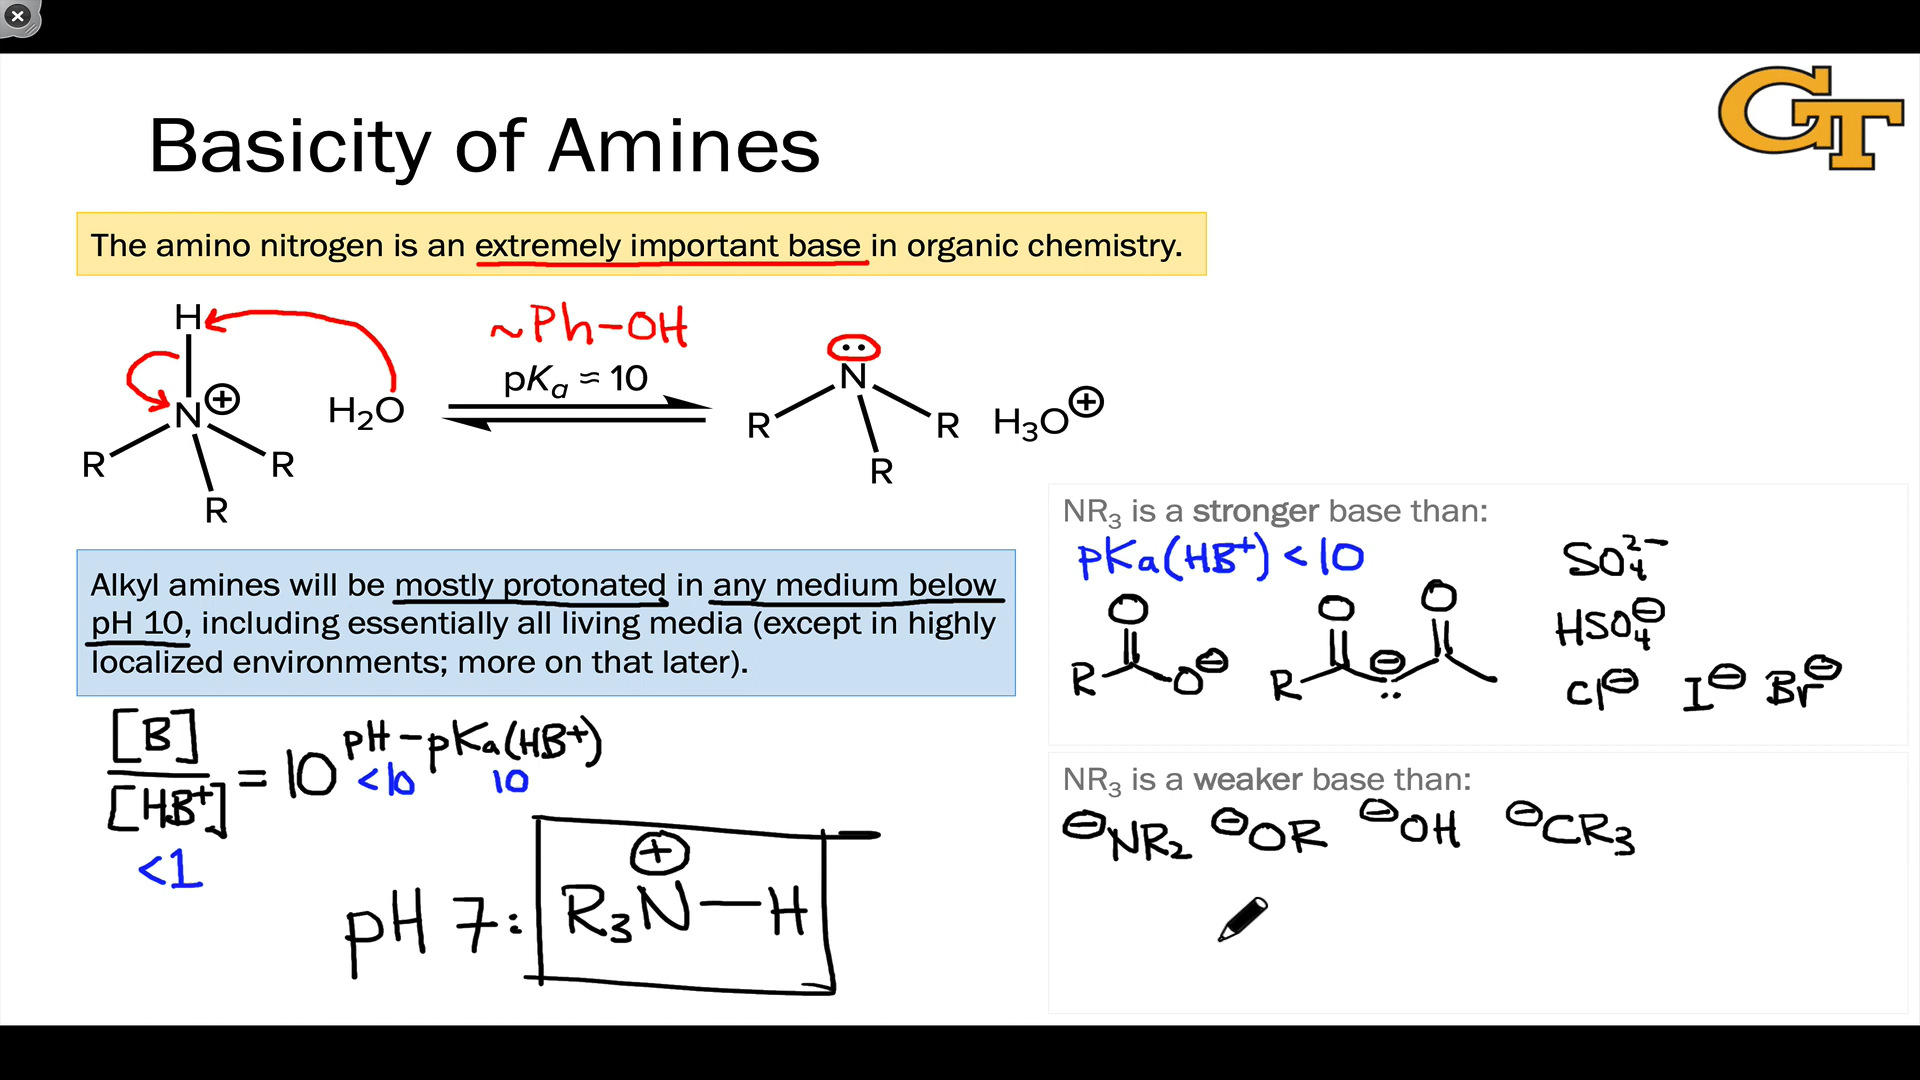 GT
Basicity of Amines
The amino nitrogen is an extremely important base in organic chemistry.
H
N⊕
R R
R
H₂O
~Ph–OH
pKₐ ≈ 10
N
R R
R
H₃O⊕
Alkyl amines will be mostly protonated in any medium below
pH 10, including essentially all living media (except in highly
localized environments; more on that later).
[B]/[HB⁺] = 10^(pH – pKa(HB⁺))
<10 10
<1
pH 7: R₃N⊕–H
NR₃ is a stronger base than:
pKa(HB⁺) < 10
SO₄²⁻
HSO₄⊖
O
R O⊖
O O
R ⊖
Cl⊖ I⊖ Br⊖
NR₃ is a weaker base than:
⊖NR₂ ⊖OR ⊖OH ⊖CR₃